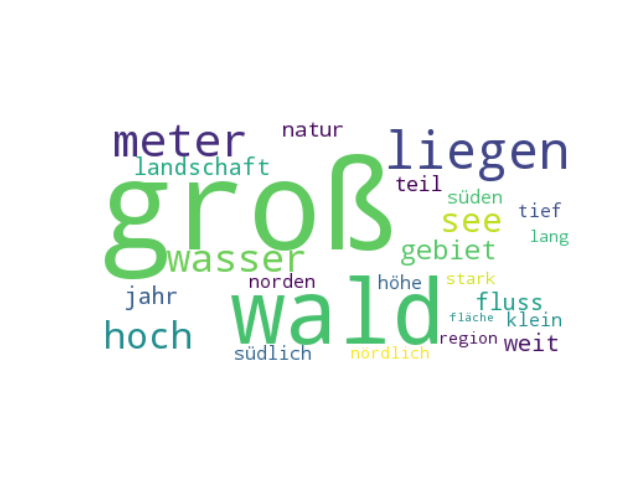 natur
meter
liegen
landschaft
teil
groß
süden
see
tief
lang
wasser
gebiet
norden
höhe
stark
jahr
wald
fluss
fläche
klein
hoch
region
weit
südlich
nördlich